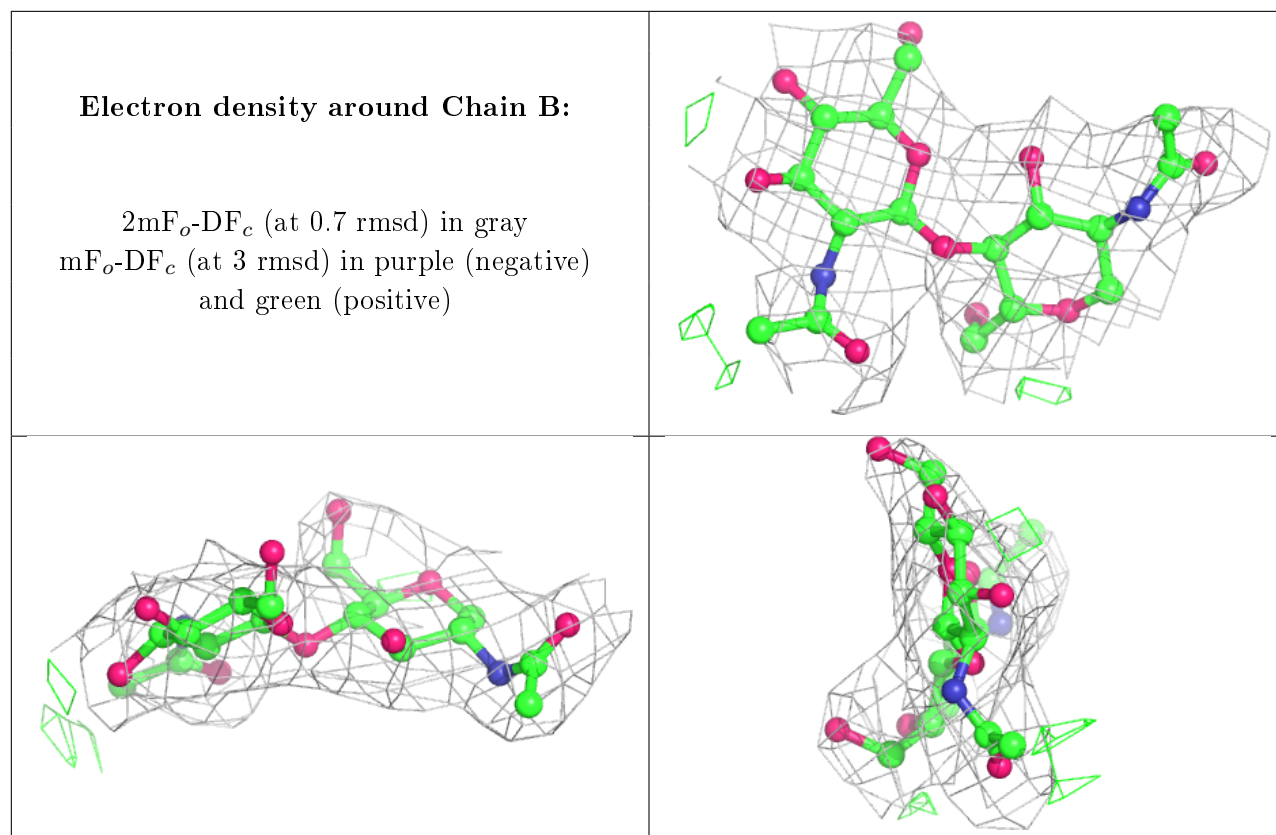 Electron density around Chain B:
2mFo-DFc (at 0.7 rmsd) in gray
mFo-DFc (at 3 rmsd) in purple (negative)
and green (positive)